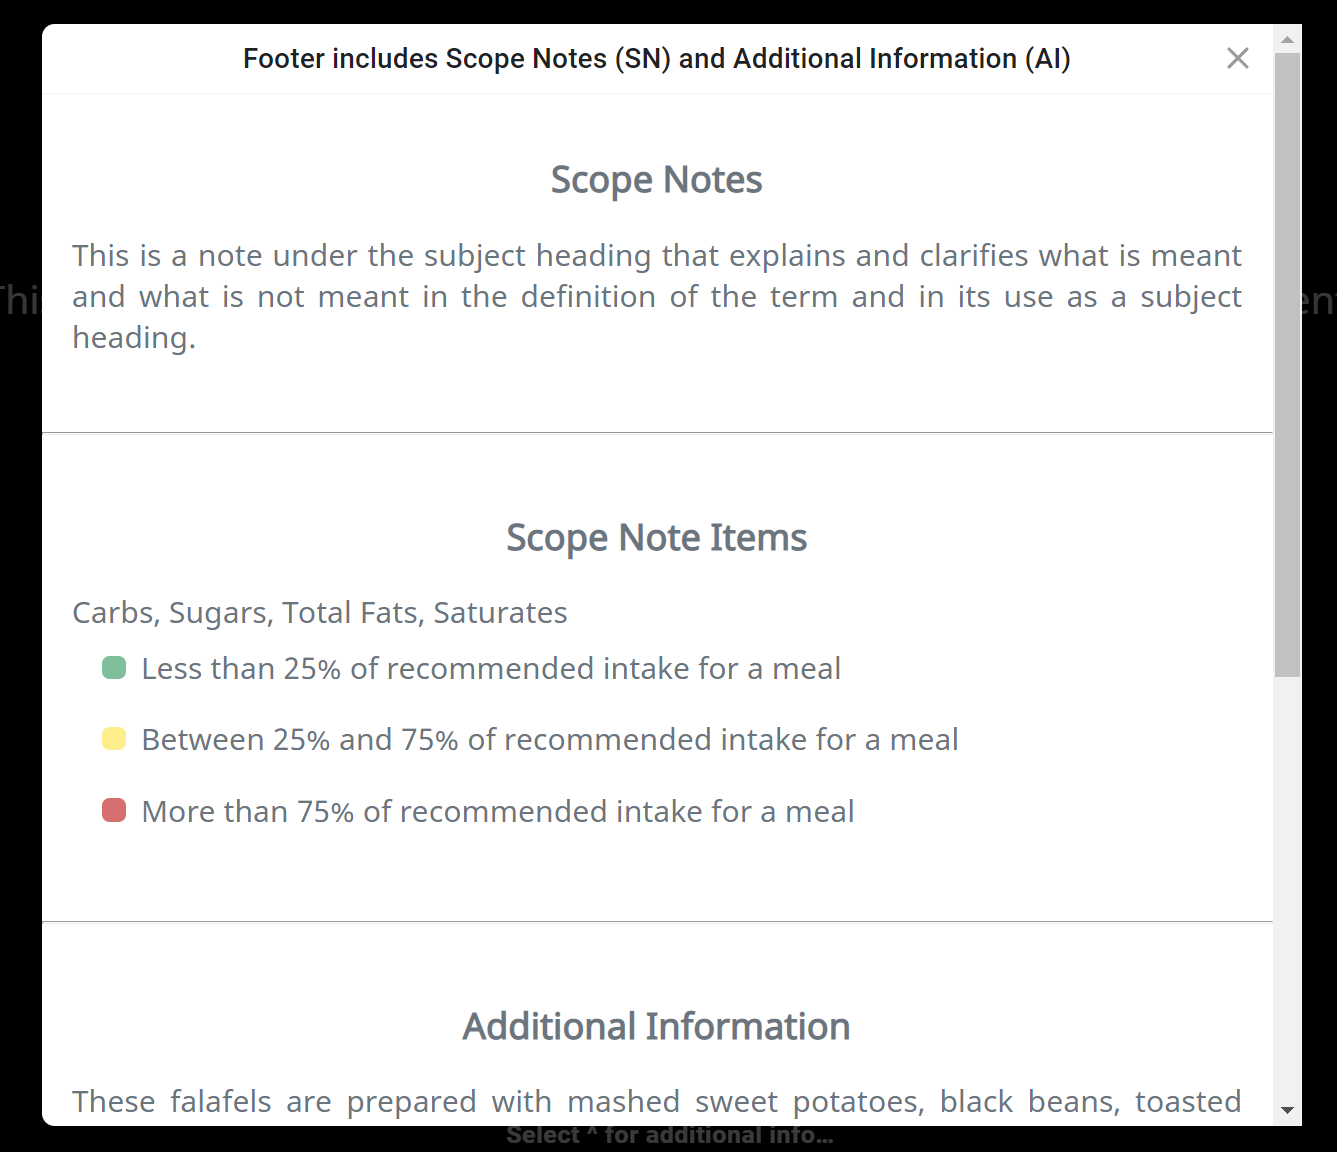 Footer includes Scope Notes (SN) and Additional Information (AI)
Scope Notes
This is a note under the subject heading that explains and clarifies what is meant
and what is not meant in the definition of the term and in its use as a subject
heading.
Scope Note Items
Carbs, Sugars, Total Fats, Saturates
Less than 25% of recommended intake for a meal
Between 25% and 75% of recommended intake for a meal
More than 75% of recommended intake for a meal
Additional Information
These falafels are prepared with mashed sweet potatoes, black beans, toasted
Select ^ for additional info...